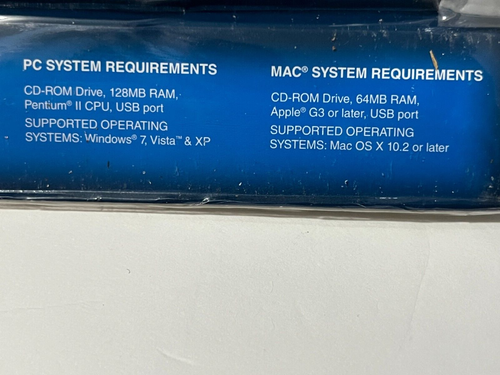 PC SYSTEM REQUIREMENTS
CD-ROM Drive, 128MB RAM,
Pentium® II CPU, USB port
SUPPORTED OPERATING
SYSTEMS: Windows® 7, Vista™ & XP
MAC® SYSTEM REQUIREMENTS
CD-ROM Drive, 64MB RAM,
Apple® G3 or later, USB port
SUPPORTED OPERATING
SYSTEMS: Mac OS X 10.2 or later